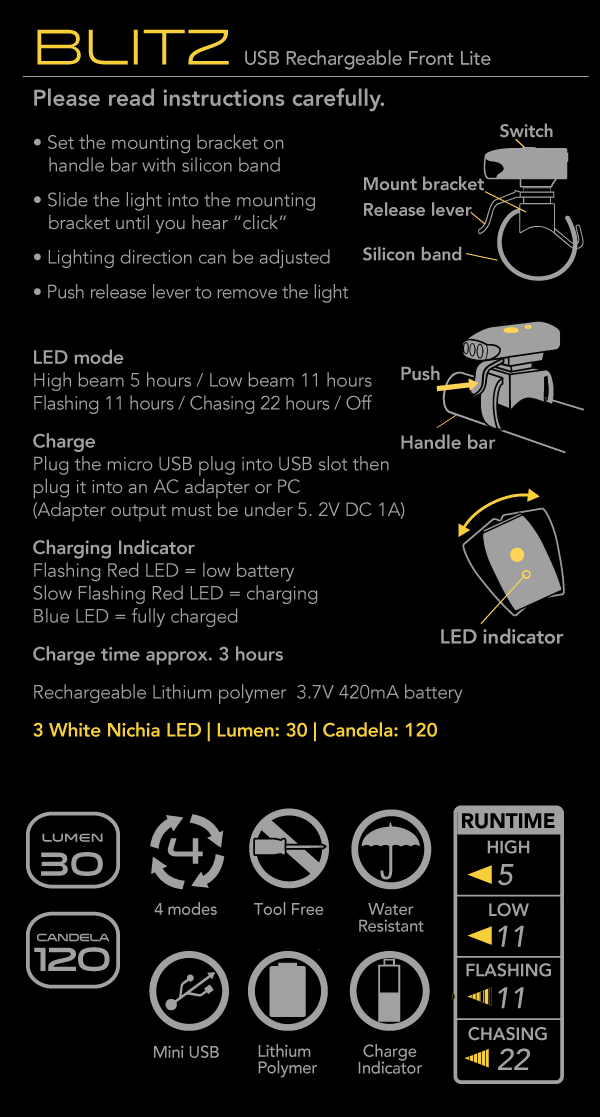 BLITZ USB Rechargeable Front Lite
Please read instructions carefully.
• Set the mounting bracket on
handle bar with silicon band
• Slide the light into the mounting
bracket until you hear “click”
• Lighting direction can be adjusted
• Push release lever to remove the light
Switch
Mount bracket
Release lever
Silicon band
LED mode
High beam 5 hours / Low beam 11 hours
Flashing 11 hours / Chasing 22 hours / Off
Push
Handle bar
Charge
Plug the micro USB plug into USB slot then
plug it into an AC adapter or PC
(Adapter output must be under 5. 2V DC 1A)
Charging Indicator
Flashing Red LED = low battery
Slow Flashing Red LED = charging
Blue LED = fully charged
LED indicator
Charge time approx. 3 hours
Rechargeable Lithium polymer 3.7V 420mA battery
3 White Nichia LED | Lumen: 30 | Candela: 120
LUMEN
30
CANDELA
120
4
4 modes
Tool Free
Water
Resistant
Mini USB
Lithium
Polymer
Charge
Indicator
RUNTIME
HIGH
5
LOW
11
FLASHING
11
CHASING
22